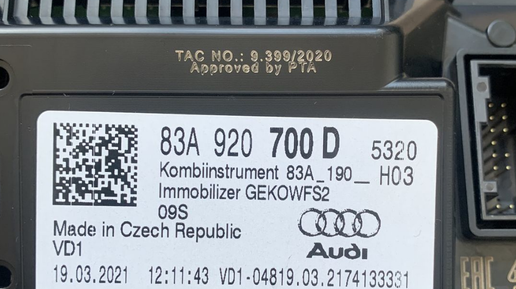 TAC NO.: 9.399/2020
Approved by PTA
83A 920 700 D 5320
Kombiinstrument 83A_190__ H03
Immobilizer GEKOWFS2
09S
Made in Czech Republic
VD1
Audi
19.03.2021 12:11:43 VD1-04819.03.2174133331
EAC